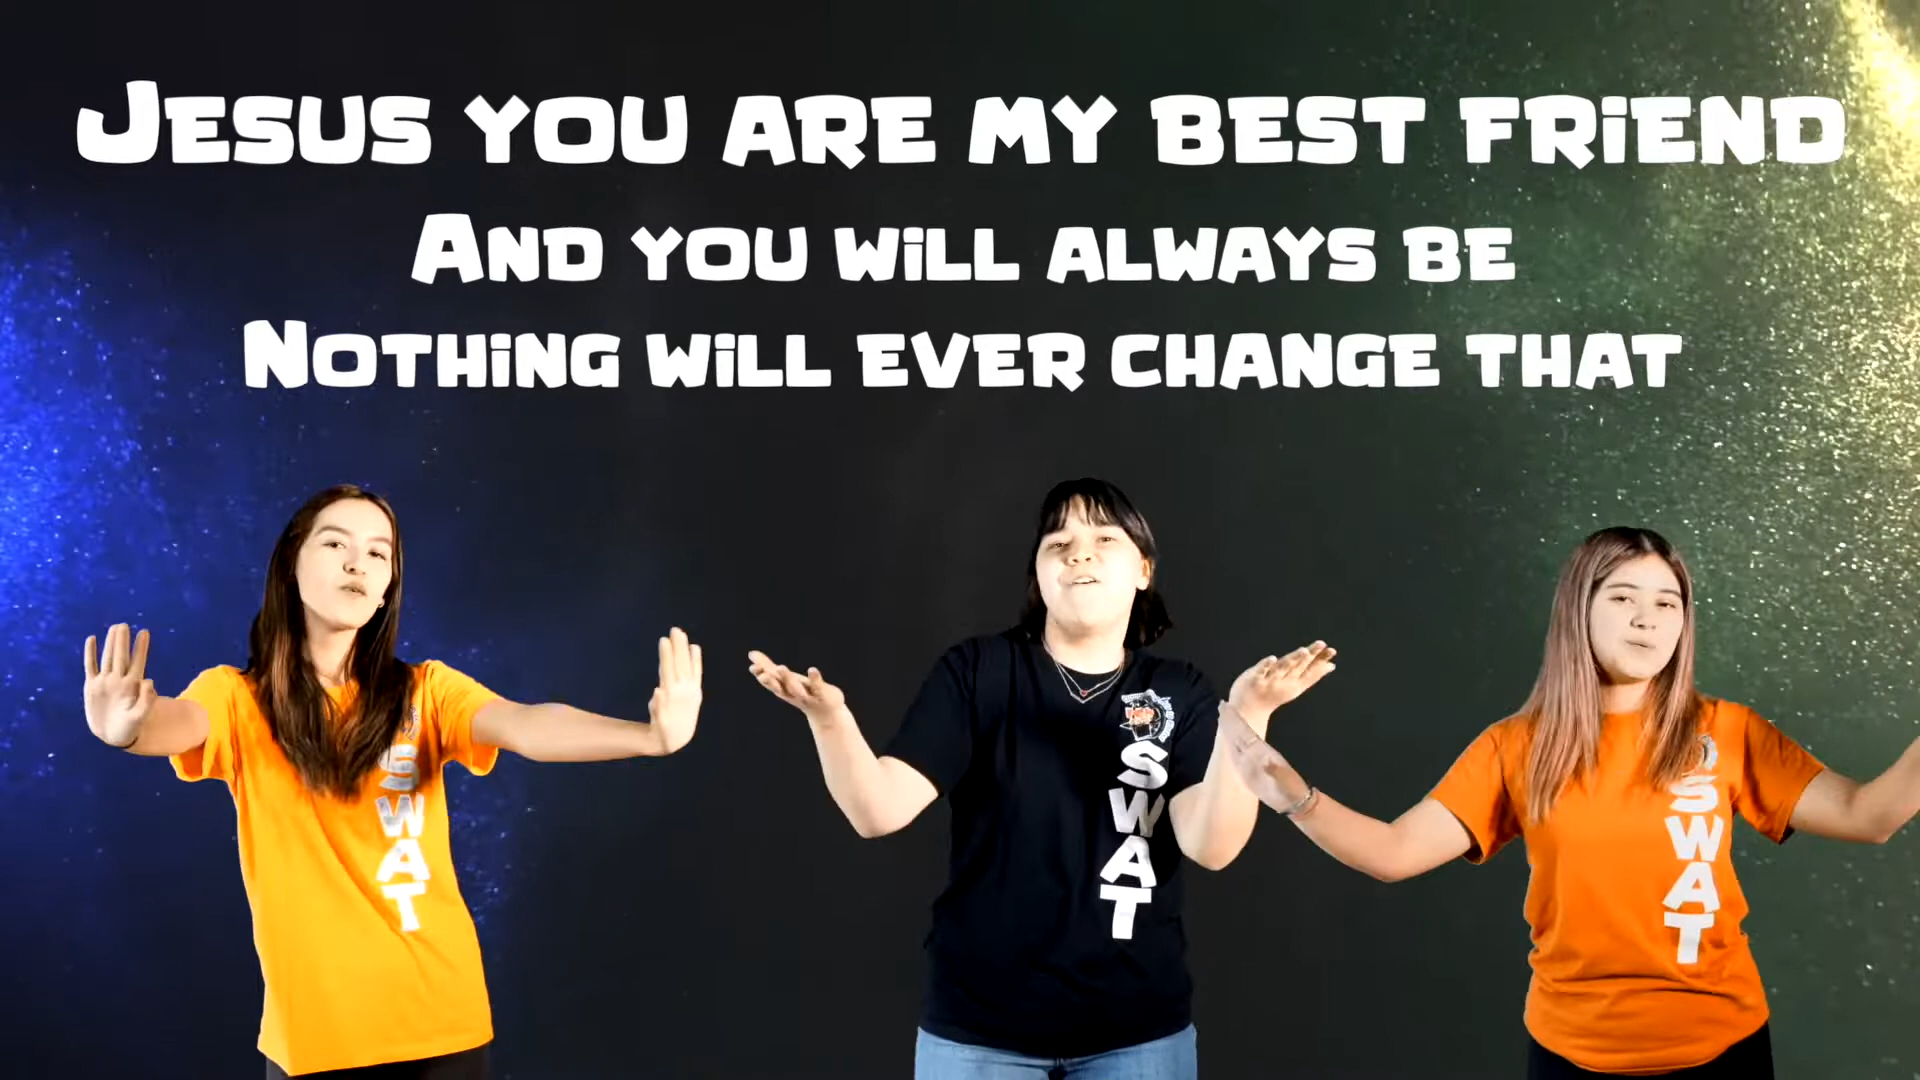 Jesus you are my best friend
And you will always be
Nothing will ever change that
SWAT
SWAT
SWAT